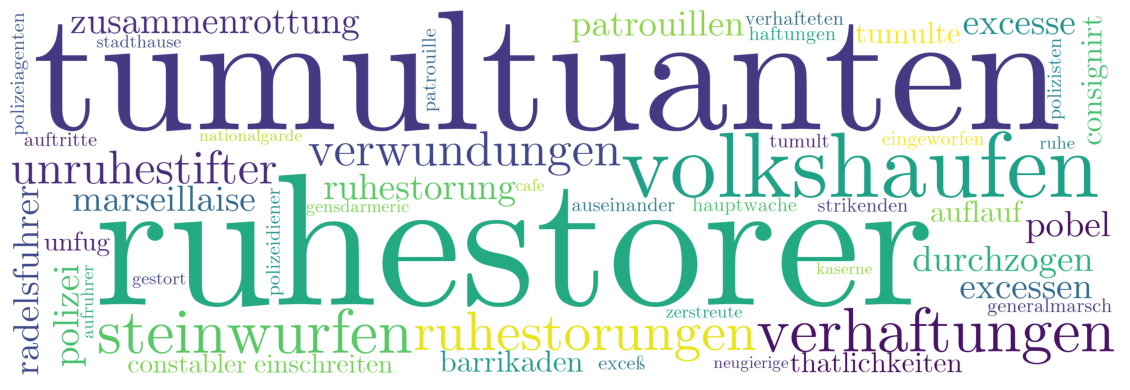 polizeiagenten
zusammenrottung
stadthause
patrouille
patrouillen
verhafteten
haftungen
tumulte
excesse
polizisten
consignirt
tumultuanten
auftritte
nationalgarde
verwundungen
tumult
eingeworfen
ruhe
unruhestifter
volkshaufen
marseillaise
ruhestorung
cafe
gensdarmeric
auseinander
hauptwache
strikenden
auflauf
pobel
radelsfuhrer
unfug
polizeidiener
ruhestorer
durchzogen
polizei
aufruhrer
gestort
kaserne
excessen
generalmarsch
zerstreute
steinwurfen
ruhestorungen
verhaftungen
constabler
einschreiten
barrikaden
exceß
neugierige
thatlichkeiten